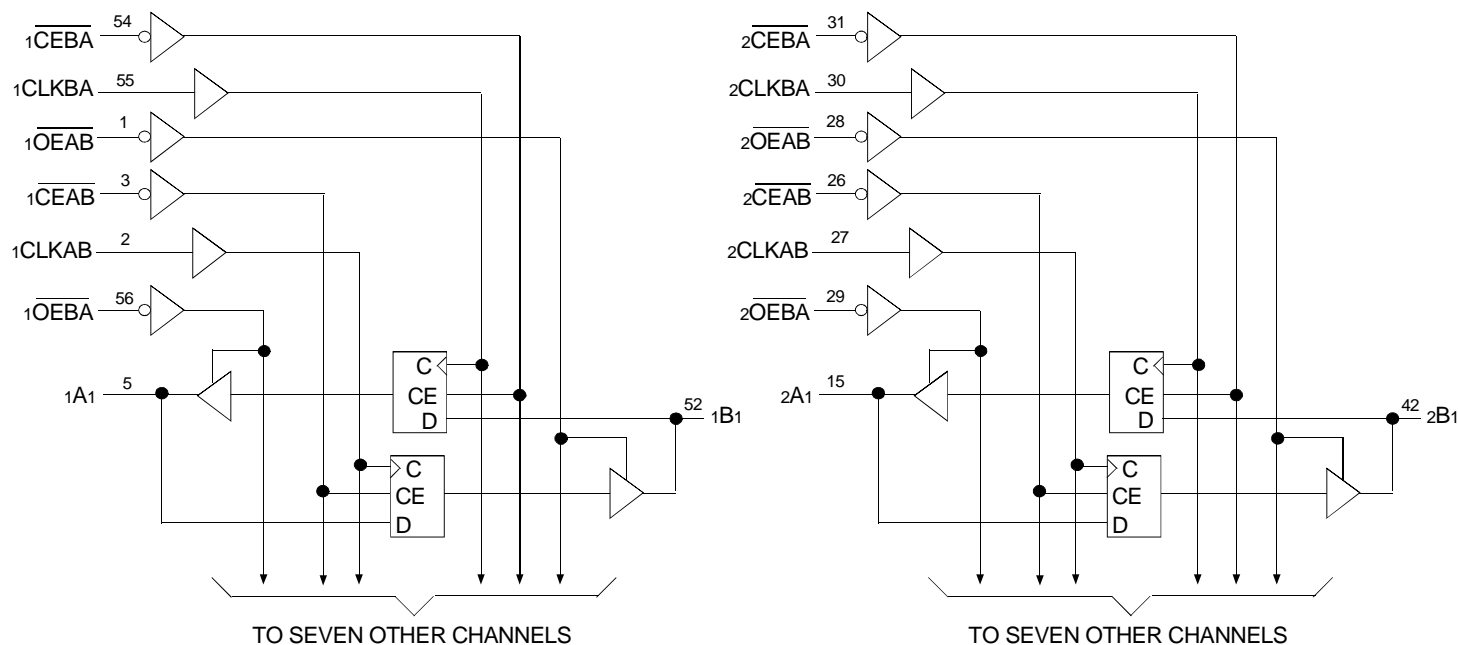 1CEBA 54
1CLKBA 55
1OEAB 1
1CEAB 3
1CLKAB 2
1OEBA 56
1A1 5
C
CE
D
52 1B1
C
CE
D
TO SEVEN OTHER CHANNELS
2CEBA 31
2CLKBA 30
2OEAB 28
2CEAB 26
2CLKAB 27
2OEBA 29
2A1 15
C
CE
D
42 2B1
C
CE
D
TO SEVEN OTHER CHANNELS